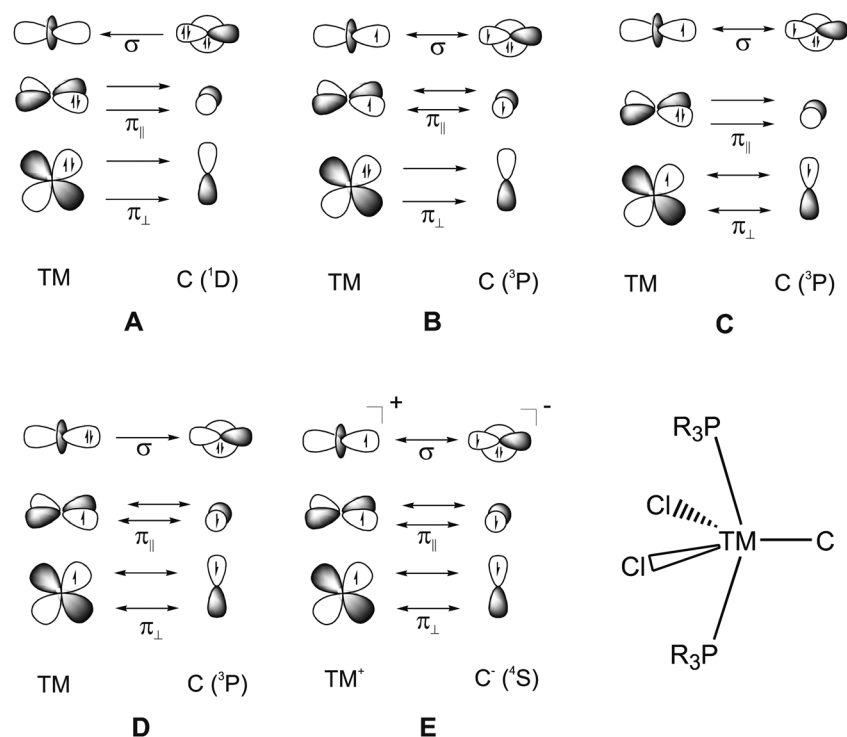 σ σ σ
π∥ π∥ π∥
π⊥ π⊥ π⊥
TM C (¹D) TM C (³P) TM C (³P)
A B C
+ -
σ σ
π∥ π∥
π⊥ π⊥
TM C (³P) TM⁺ C⁻ (⁴S)
D E
R₃P
Cl
TM C
Cl
R₃P